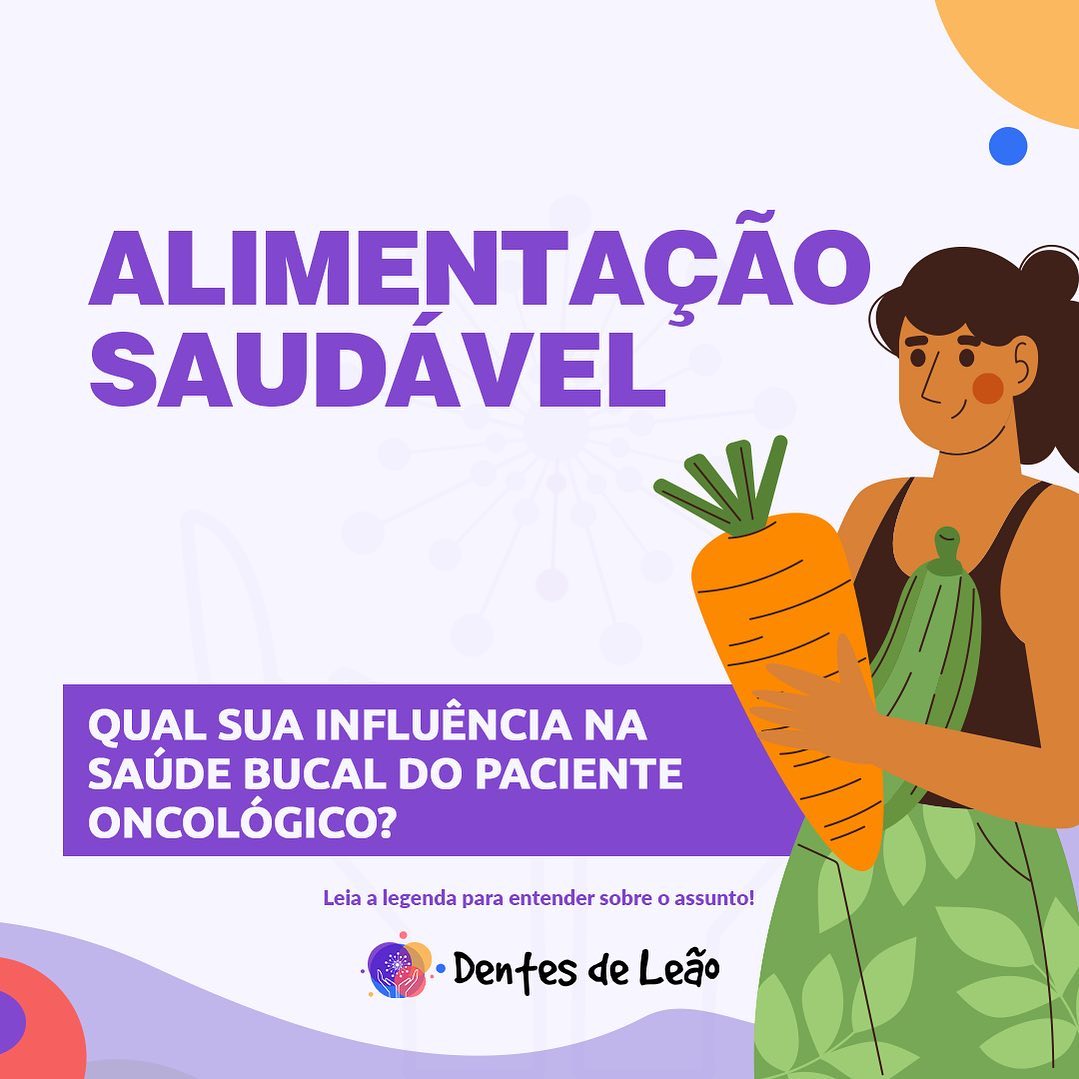 ALIMENTAÇÃO
SAUDÁVEL
QUAL SUA INFLUÊNCIA NA
SAÚDE BUCAL DO PACIENTE
ONCOLÓGICO?
Leia a legenda para entender sobre o assunto!
Dentes de Leão